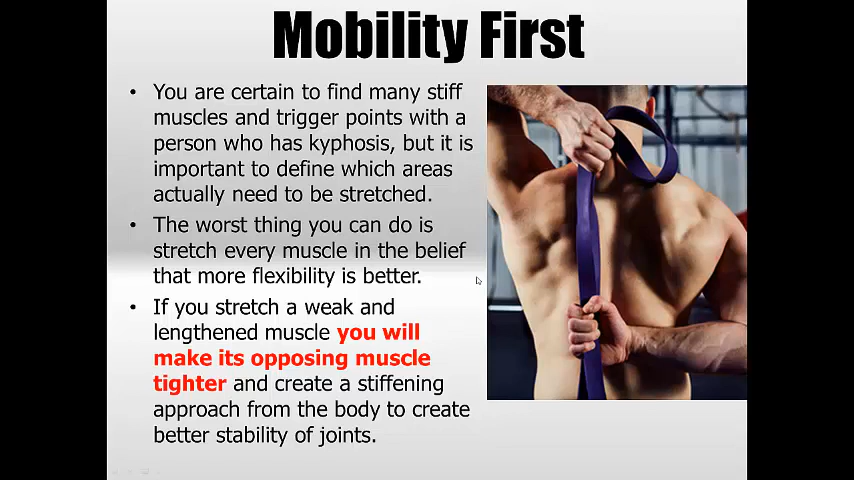 Mobility First
• You are certain to find many stiff
muscles and trigger points with a
person who has kyphosis, but it is
important to define which areas
actually need to be stretched.
• The worst thing you can do is
stretch every muscle in the belief
that more flexibility is better.
• If you stretch a weak and
lengthened muscle you will
make its opposing muscle
tighter and create a stiffening
approach from the body to create
better stability of joints.